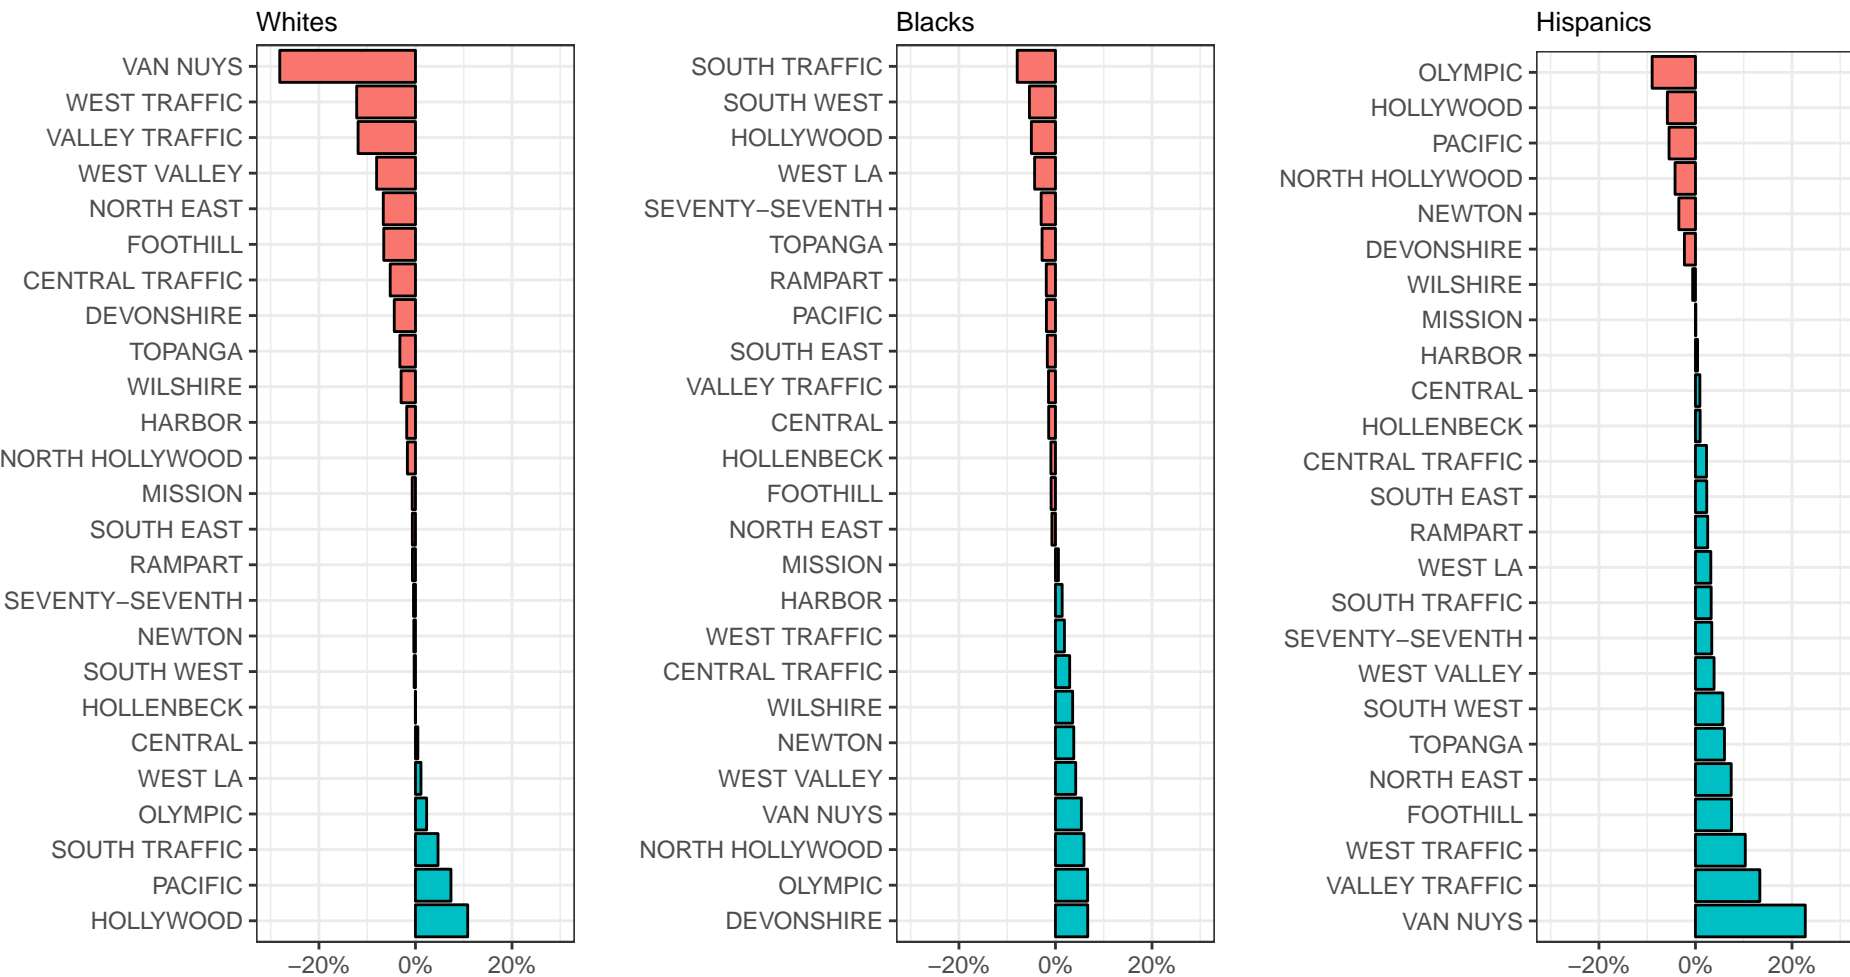 Whites
VAN NUYS
WEST TRAFFIC
VALLEY TRAFFIC
WEST VALLEY
NORTH EAST
FOOTHILL
CENTRAL TRAFFIC
DEVONSHIRE
TOPANGA
WILSHIRE
HARBOR
NORTH HOLLYWOOD
MISSION
SOUTH EAST
RAMPART
SEVENTY−SEVENTH
NEWTON
SOUTH WEST
HOLLENBECK
CENTRAL
WEST LA
OLYMPIC
SOUTH TRAFFIC
PACIFIC
HOLLYWOOD
−20% 0% 20%
Blacks
SOUTH TRAFFIC
SOUTH WEST
HOLLYWOOD
WEST LA
SEVENTY−SEVENTH
TOPANGA
RAMPART
PACIFIC
SOUTH EAST
VALLEY TRAFFIC
CENTRAL
HOLLENBECK
FOOTHILL
NORTH EAST
MISSION
HARBOR
WEST TRAFFIC
CENTRAL TRAFFIC
WILSHIRE
NEWTON
WEST VALLEY
VAN NUYS
NORTH HOLLYWOOD
OLYMPIC
DEVONSHIRE
−20% 0% 20%
Hispanics
OLYMPIC
HOLLYWOOD
PACIFIC
NORTH HOLLYWOOD
NEWTON
DEVONSHIRE
WILSHIRE
MISSION
HARBOR
CENTRAL
HOLLENBECK
CENTRAL TRAFFIC
SOUTH EAST
RAMPART
WEST LA
SOUTH TRAFFIC
SEVENTY−SEVENTH
WEST VALLEY
SOUTH WEST
TOPANGA
NORTH EAST
FOOTHILL
WEST TRAFFIC
VALLEY TRAFFIC
VAN NUYS
−20% 0% 20%